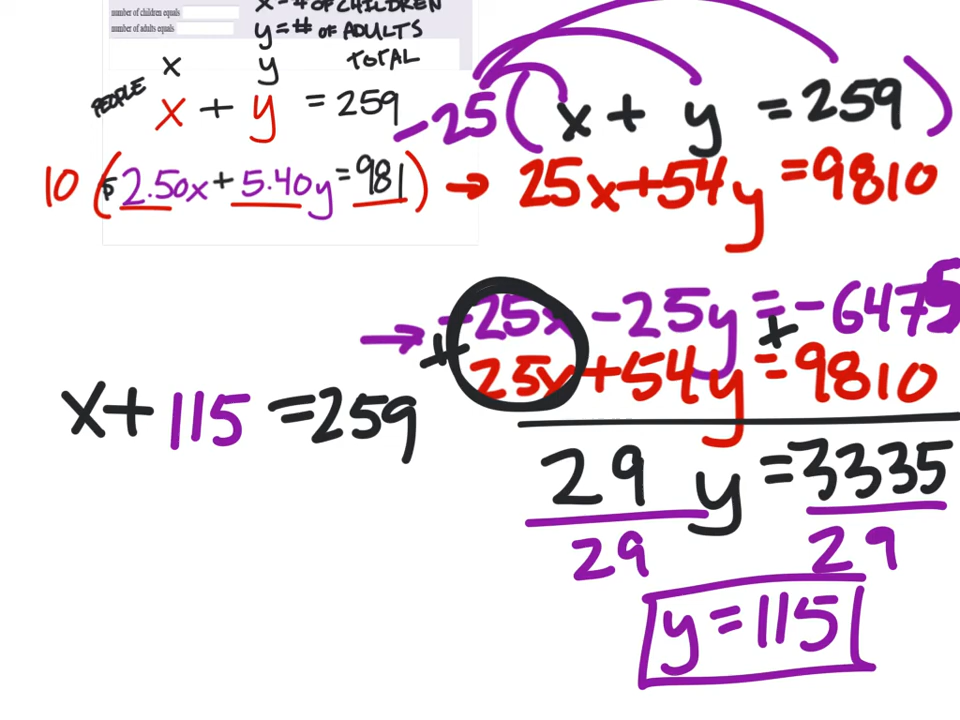 number of children equals
number of adults equals
x = # OF CHILDREN
y = # OF ADULTS
x y TOTAL
PEOPLE x + y = 259
10 ($2.50x + 5.40y = 981) → 25x + 54y = 9810
-25 (x + y = 259)
→ -25x - 25y = -6475
+ 25x + 54y = 9810 +
29 y = 3335
29 29
y = 115
x + 115 = 259